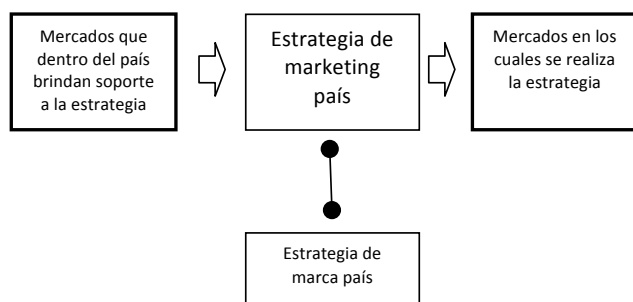 Mercados que
dentro del país
brindan soporte
a la estrategia
Estrategia de
marketing
país
Mercados en los
cuales se realiza
la estrategia
Estrategia de
marca país